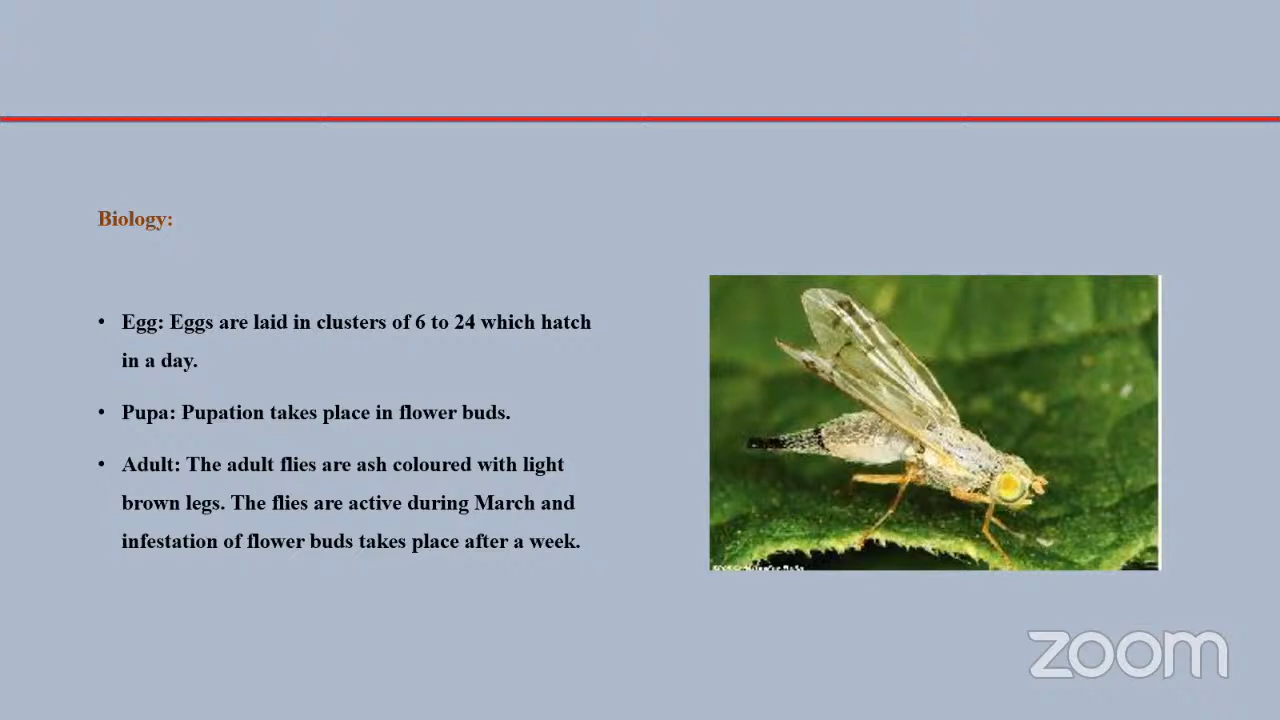 Biology:
• Egg: Eggs are laid in clusters of 6 to 24 which hatch
in a day.
• Pupa: Pupation takes place in flower buds.
• Adult: The adult flies are ash coloured with light
brown legs. The flies are active during March and
infestation of flower buds takes place after a week.
zoom